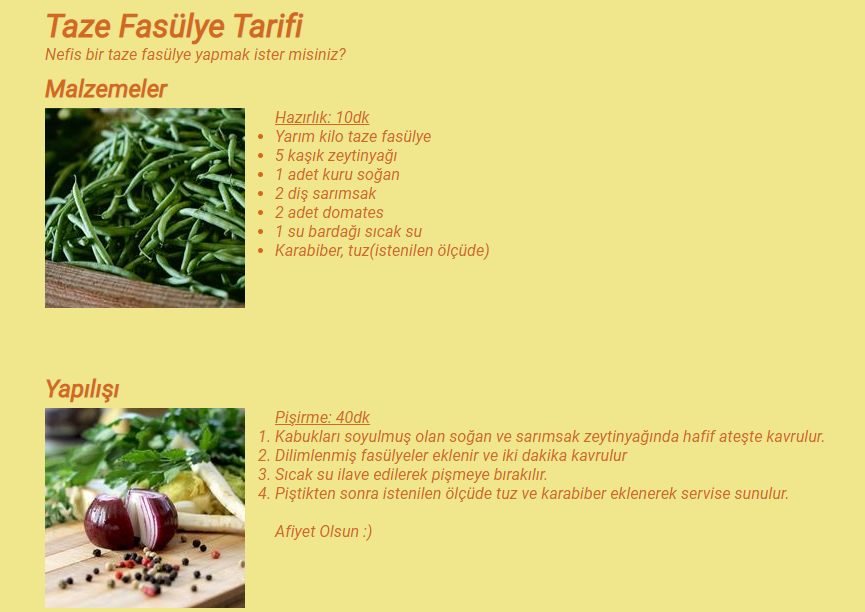 Taze Fasülye Tarifi
Nefis bir taze fasülye yapmak ister misiniz?
Malzemeler
Hazırlık: 10dk
• Yarım kilo taze fasülye
• 5 kaşık zeytinyağı
• 1 adet kuru soğan
• 2 diş sarımsak
• 2 adet domates
• 1 su bardağı sıcak su
• Karabiber, tuz(istenilen ölçüde)
Yapılışı
Pişirme: 40dk
1. Kabukları soyulmuş olan soğan ve sarımsak zeytinyağında hafif ateşte kavrulur.
2. Dilimlenmiş fasülyeler eklenir ve iki dakika kavrulur
3. Sıcak su ilave edilerek pişmeye bırakılır.
4. Piştikten sonra istenilen ölçüde tuz ve karabiber eklenerek servise sunulur.
Afiyet Olsun :)